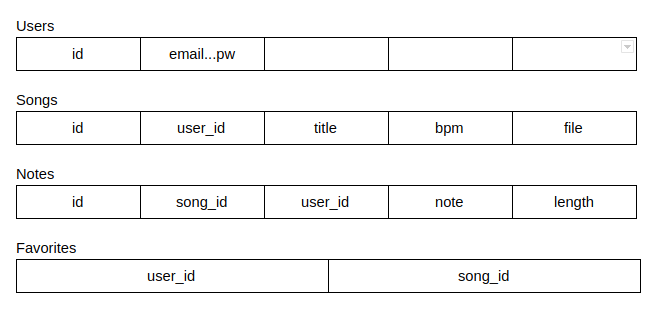 Users
id email...pw
Songs
id user_id title bpm file
Notes
id song_id user_id note length
Favorites
user_id song_id